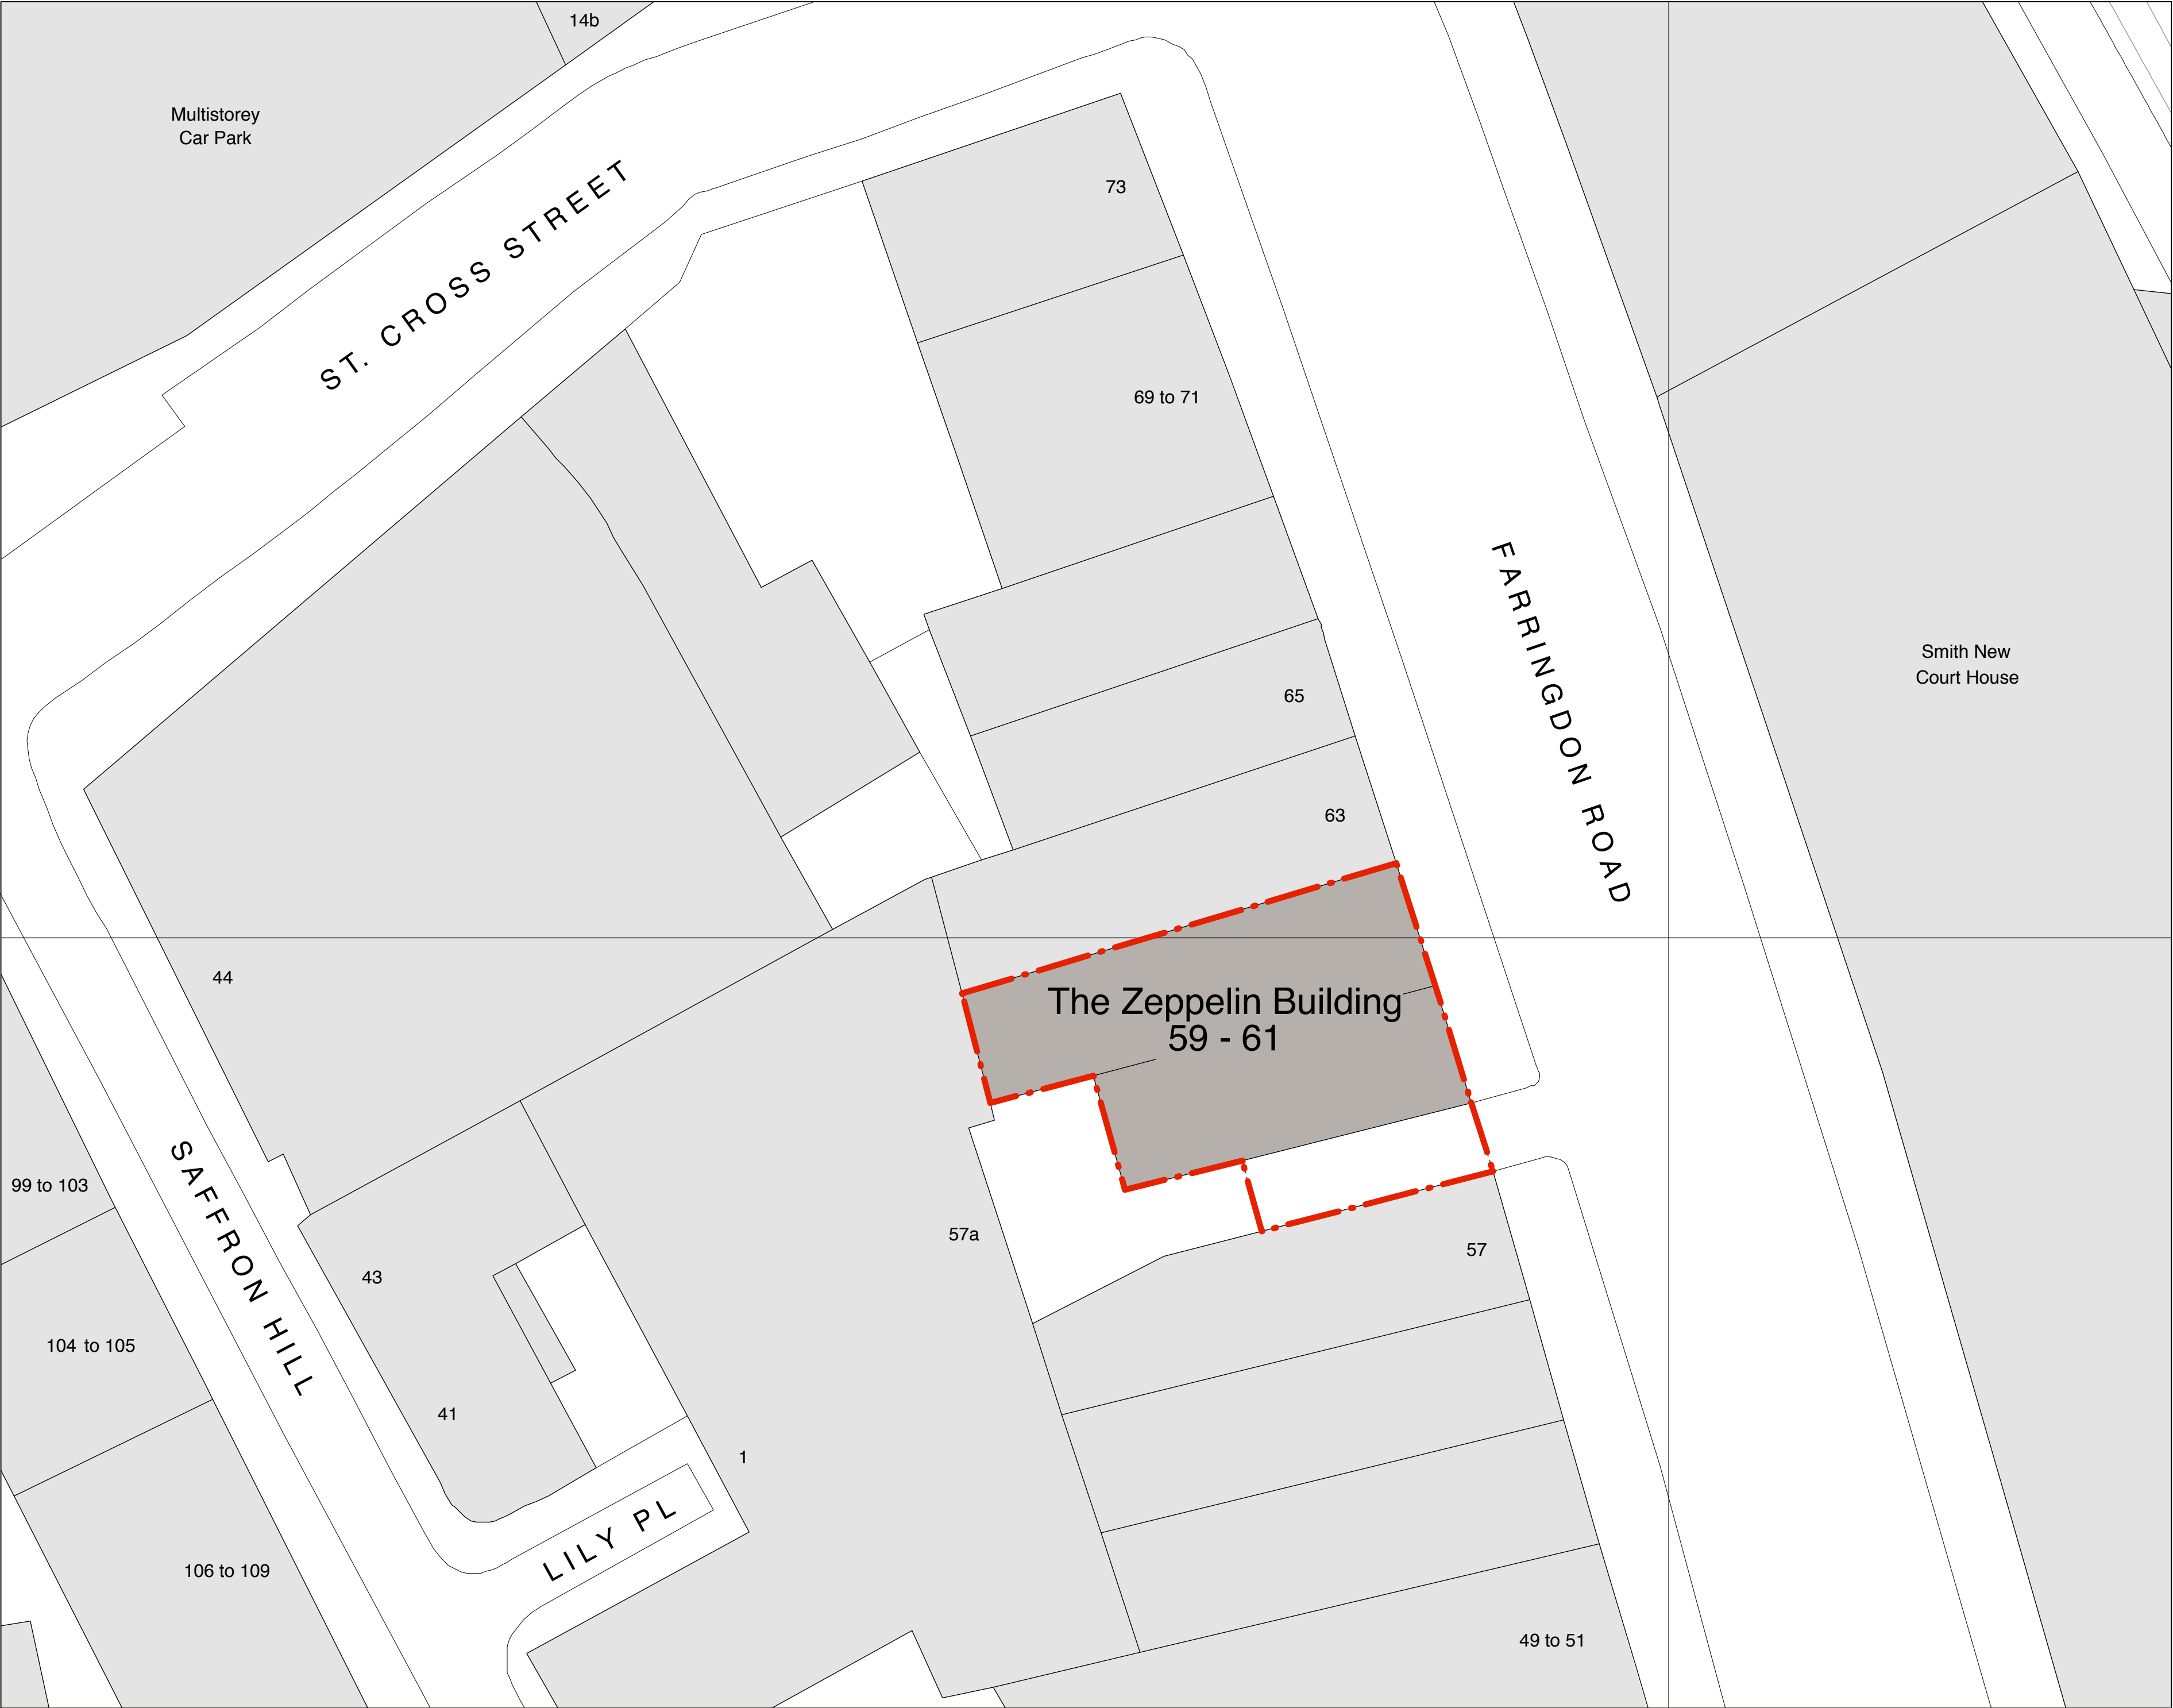 14b
Multistorey
Car Park
ST. CROSS STREET
73
69 to 71
FARRINGDON ROAD
Smith New
Court House
65
63
44
The Zeppelin Building
59 - 61
SAFFRON HILL
99 to 103
57a
57
43
104 to 105
41
1
LILY PL
106 to 109
49 to 51